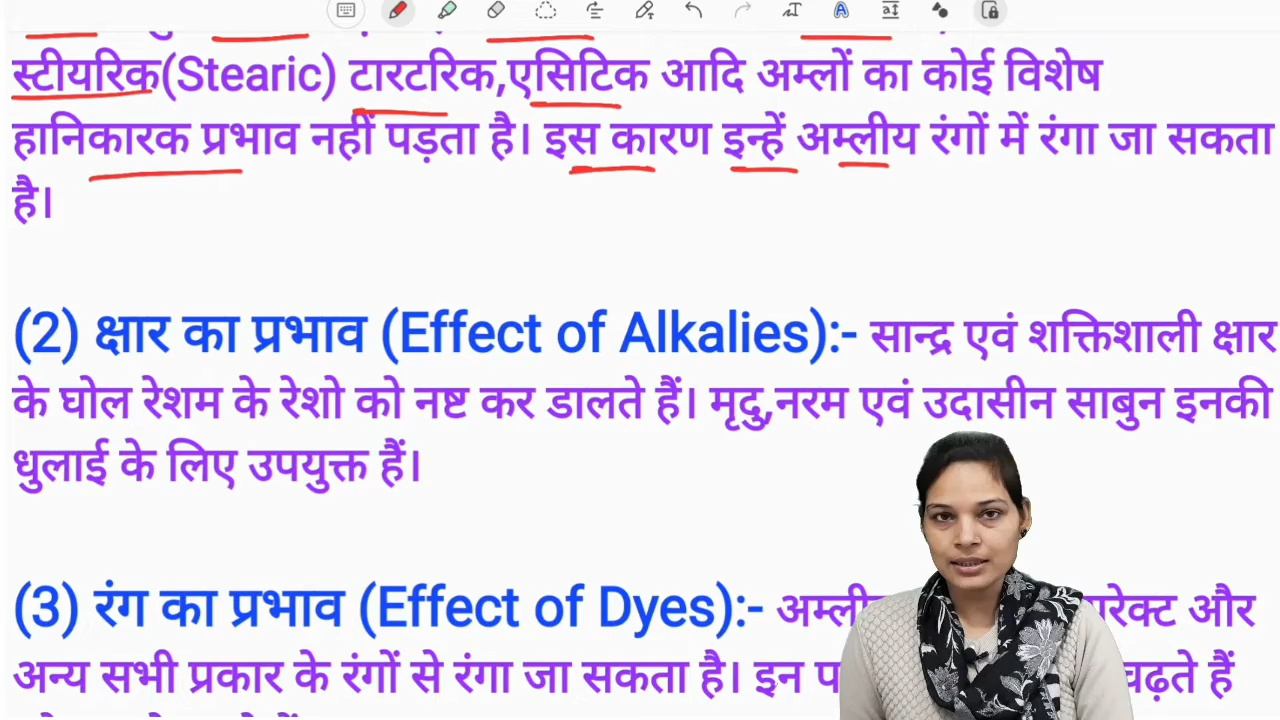 स्टीयरिक(Stearic) टारटरिक,एसिटिक आदि अम्लों का कोई विशेष
हानिकारक प्रभाव नहीं पड़ता है। इस कारण इन्हें अम्लीय रंगों में रंगा जा सकता
है।
(2) क्षार का प्रभाव (Effect of Alkalies):- सान्द्र एवं शक्तिशाली क्षार
के घोल रेशम के रेशो को नष्ट कर डालते हैं। मृदु,नरम एवं उदासीन साबुन इनकी
धुलाई के लिए उपयुक्त हैं।
(3) रंग का प्रभाव (Effect of Dyes):- और
अन्य सभी प्रकार के रंगों से रंगा जा सकता है। इन चढ़ते हैं